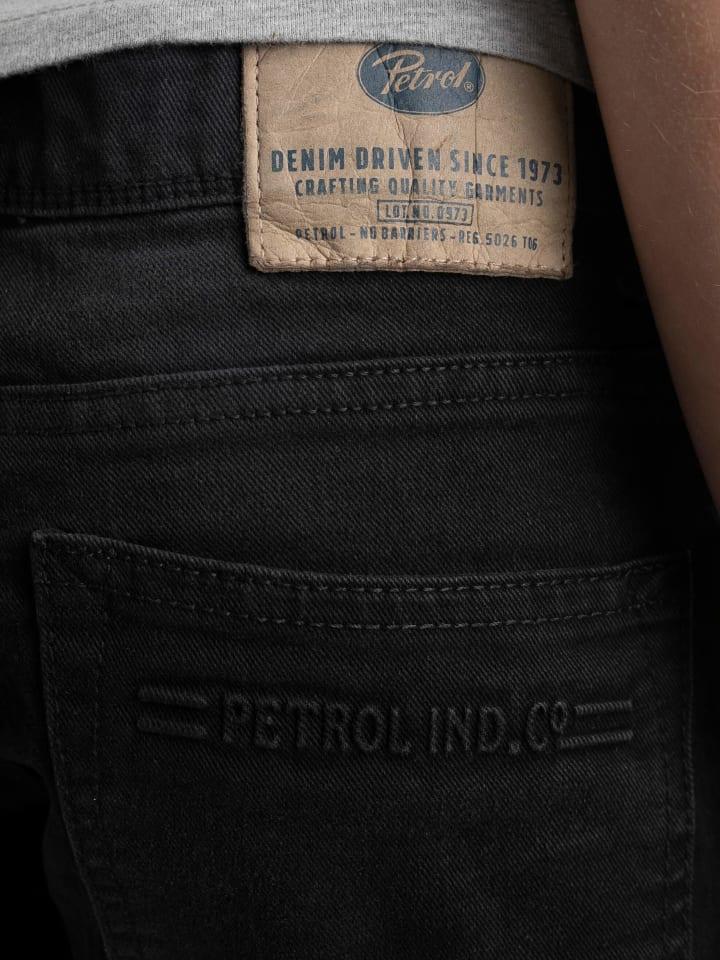 Petrol®
DENIM DRIVEN SINCE 1973
CRAFTING QUALITY GARMENTS
LOT.NO.0973
PETROL - NO BARRIERS - REG.5026 TOG
PETROL IND.Cº